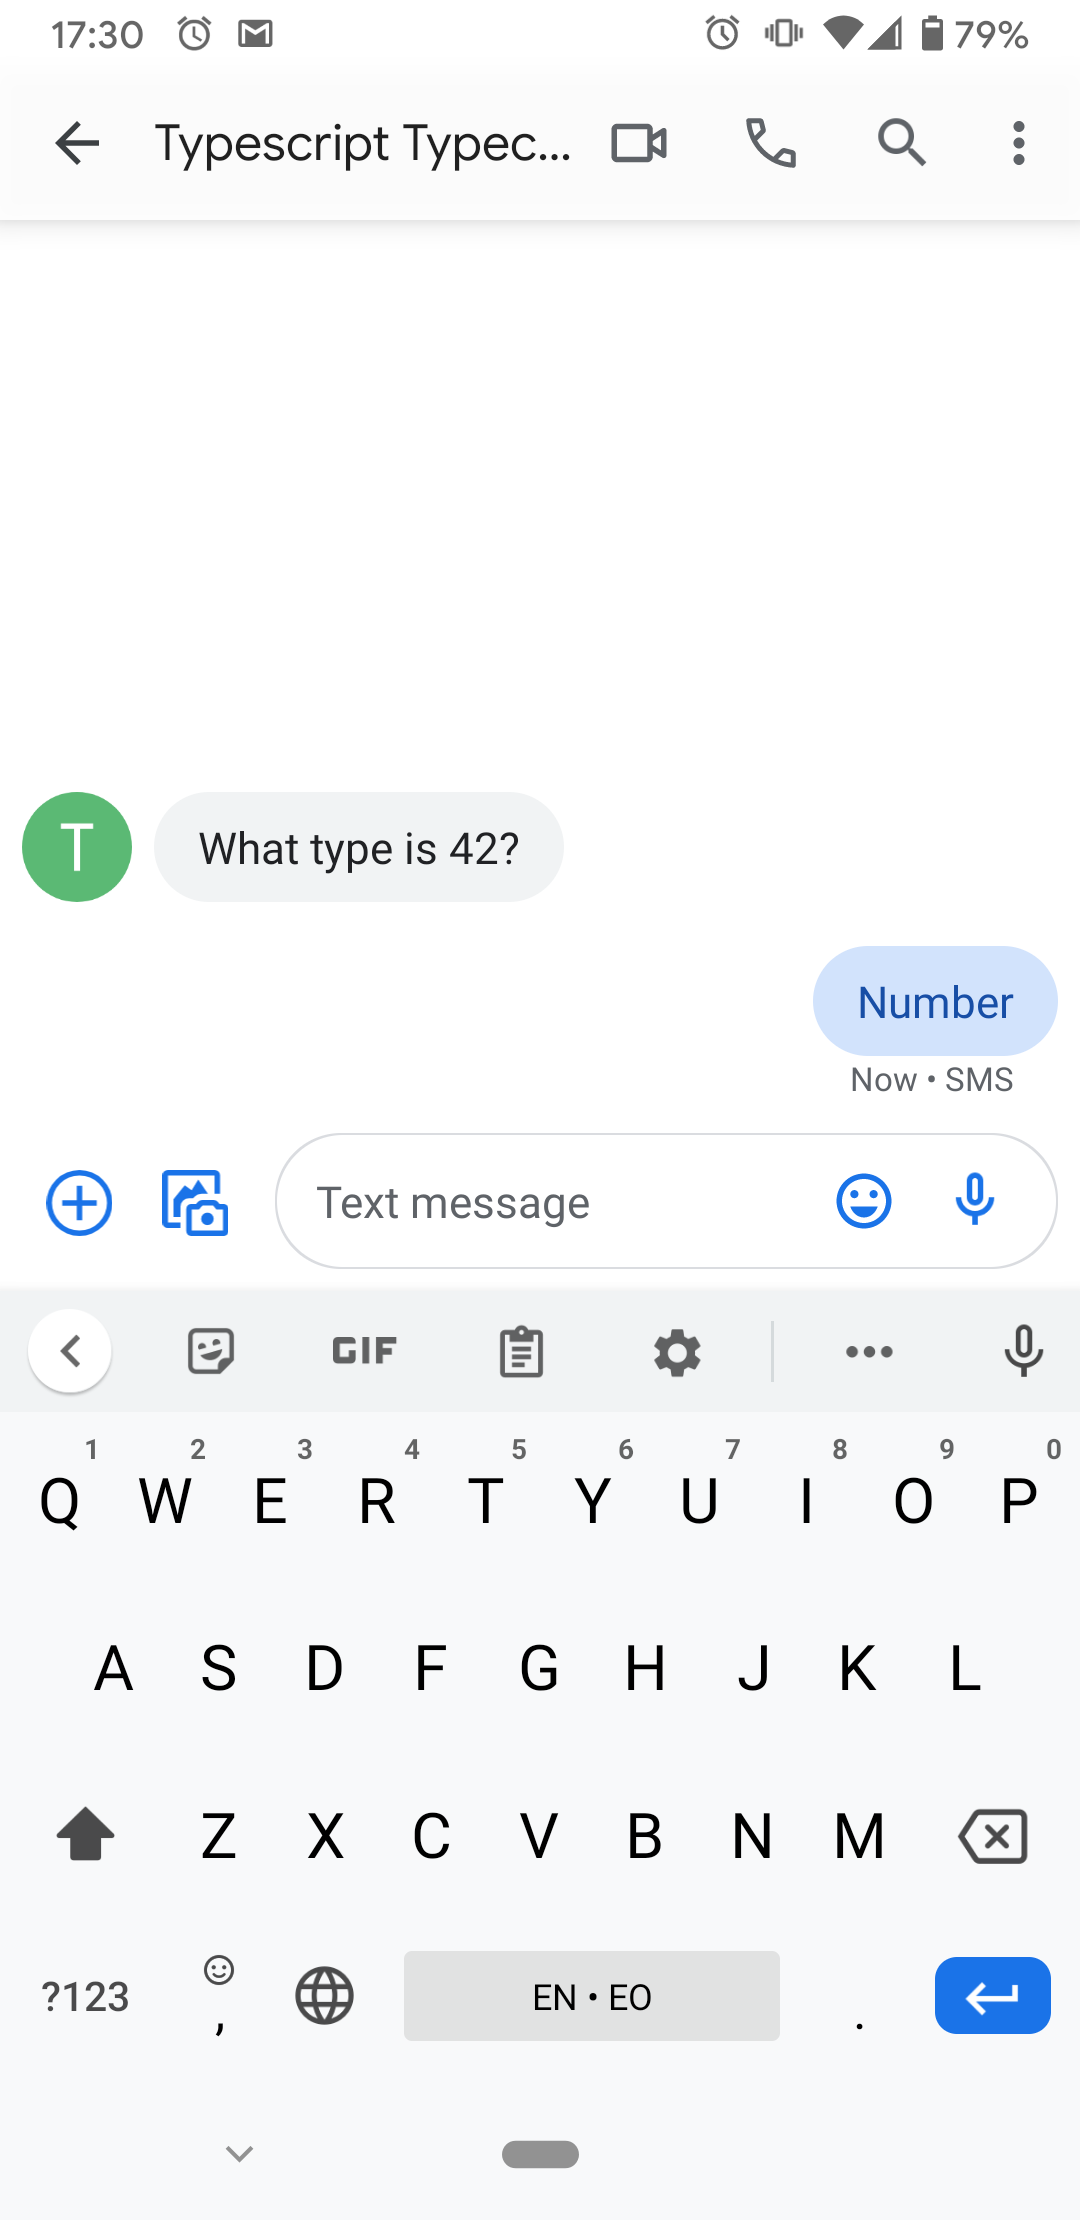 17:30 79%
Typescript Typec...
T
What type is 42?
Number
Now • SMS
Text message
GIF
1 2 3 4 5 6 7 8 9 0
Q W E R T Y U I O P
A S D F G H J K L
Z X C V B N M
?123 , EN • EO .